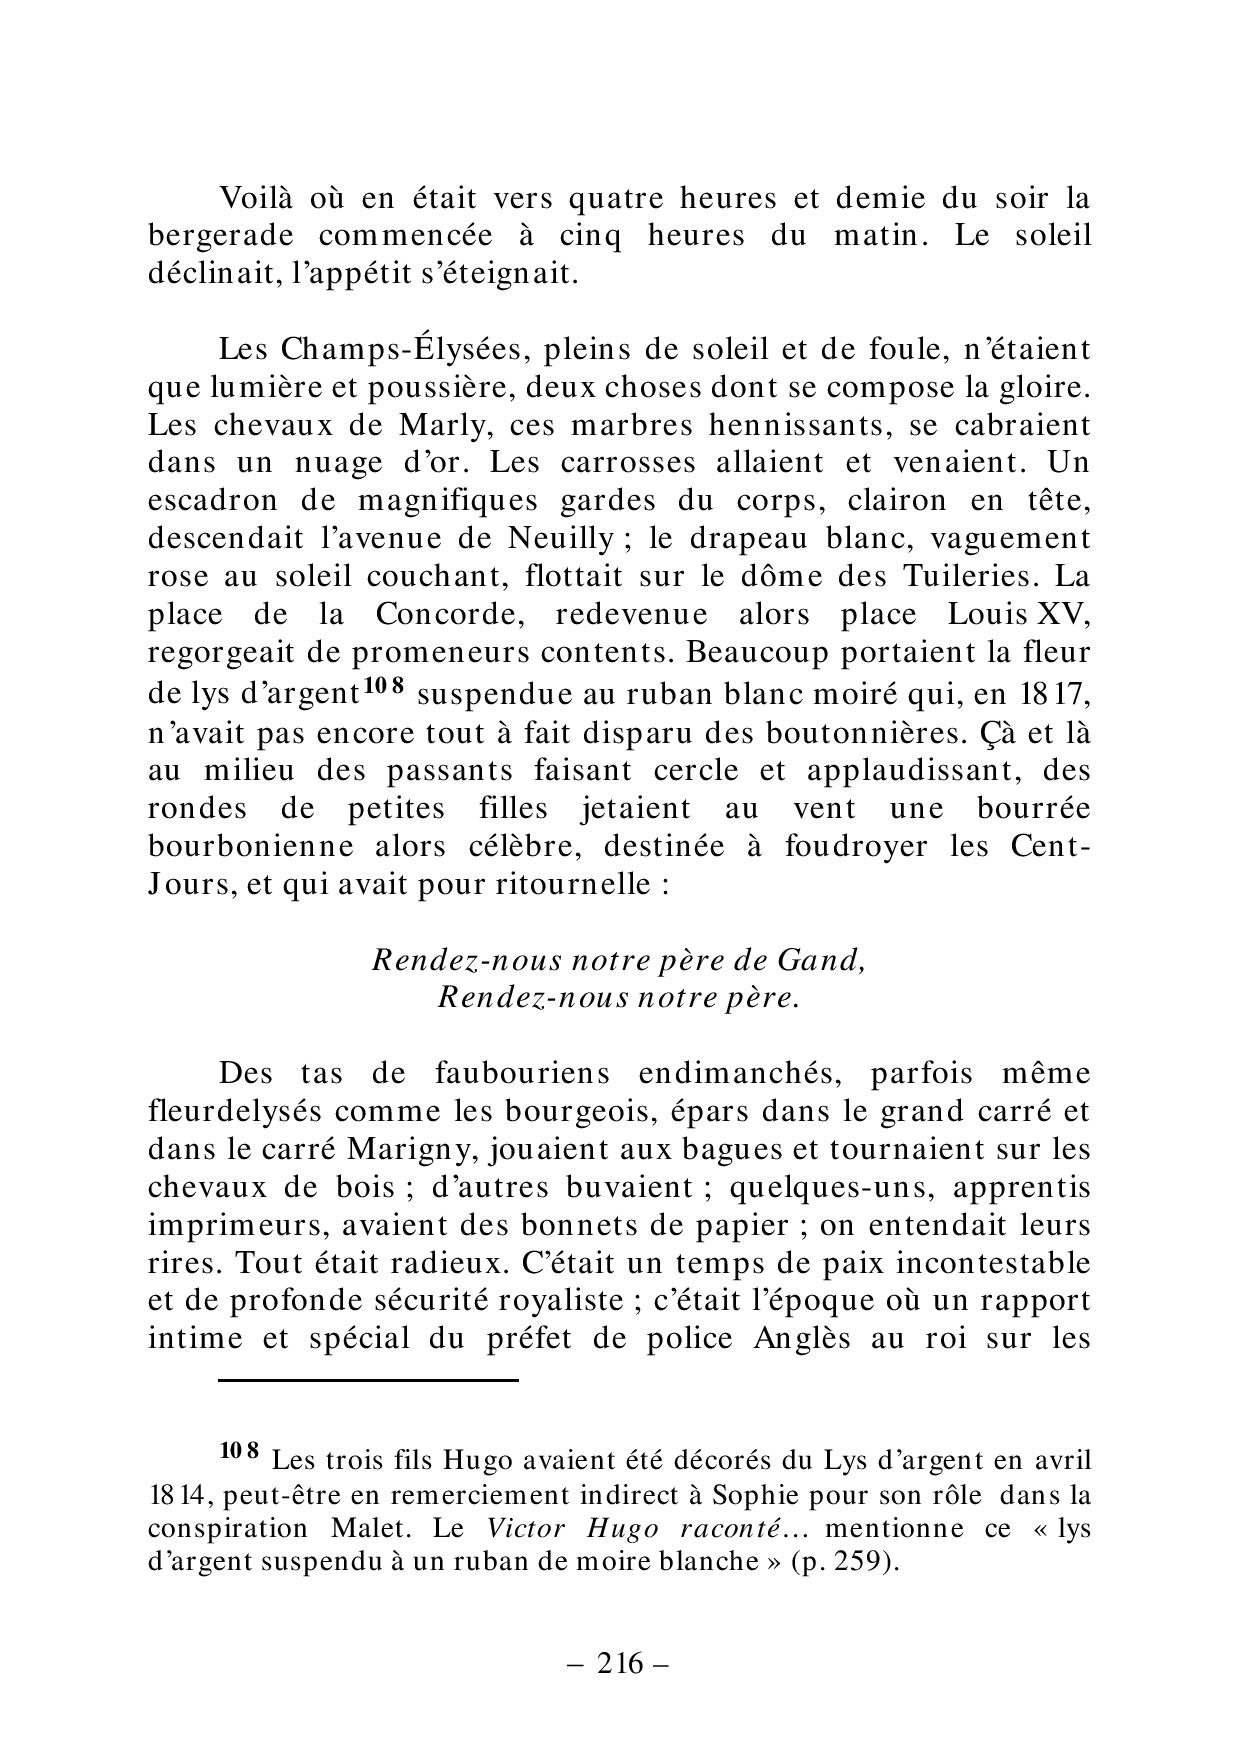 Voilà où en était vers quatre heures et demie du soir la
bergerade commencée à cinq heures du matin. Le soleil
déclinait, l’appétit s’éteignait.
Les Champs-Élysées, pleins de soleil et de foule, n’étaient
que lumière et poussière, deux choses dont se compose la gloire.
Les chevaux de Marly, ces marbres hennissants, se cabraient
dans un nuage d’or. Les carrosses allaient et venaient. Un
escadron de magnifiques gardes du corps, clairon en tête,
descendait l’avenue de Neuilly ; le drapeau blanc, vaguement
rose au soleil couchant, flottait sur le dôme des Tuileries. La
place de la Concorde, redevenue alors place Louis XV,
regorgeait de promeneurs contents. Beaucoup portaient la fleur
de lys d’argent108 suspendue au ruban blanc moiré qui, en 1817,
n’avait pas encore tout à fait disparu des boutonnières. Çà et là
au milieu des passants faisant cercle et applaudissant, des
rondes de petites filles jetaient au vent une bourrée
bourbonienne alors célèbre, destinée à foudroyer les Cent-
Jours, et qui avait pour ritournelle :
Rendez-nous notre père de Gand,
Rendez-nous notre père.
Des tas de faubouriens endimanchés, parfois même
fleurdelysés comme les bourgeois, épars dans le grand carré et
dans le carré Marigny, jouaient aux bagues et tournaient sur les
chevaux de bois ; d’autres buvaient ; quelques-uns, apprentis
imprimeurs, avaient des bonnets de papier ; on entendait leurs
rires. Tout était radieux. C’était un temps de paix incontestable
et de profonde sécurité royaliste ; c’était l’époque où un rapport
intime et spécial du préfet de police Anglès au roi sur les
108 Les trois fils Hugo avaient été décorés du Lys d’argent en avril
1814, peut-être en remerciement indirect à Sophie pour son rôle dans la
conspiration Malet. Le Victor Hugo raconté… mentionne ce « lys
d’argent suspendu à un ruban de moire blanche » (p. 259).
– 216 –